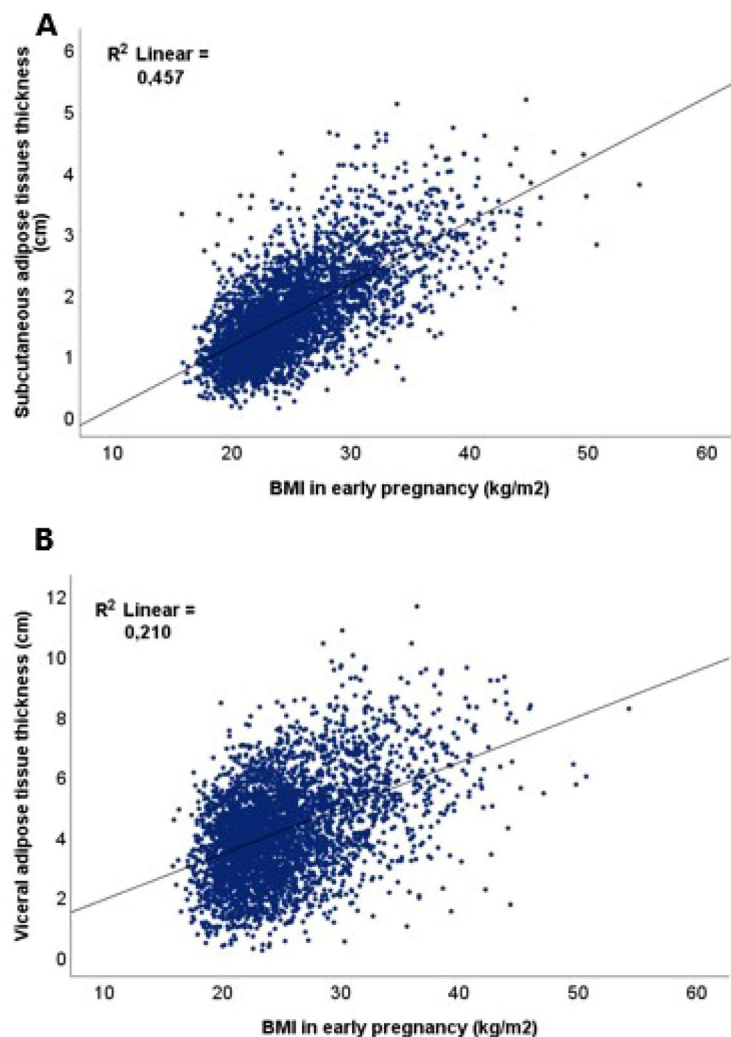 A
R² Linear =
0,457
Subcutaneous adipose tissues thickness
(cm)
6
5
4
3
2
1
0
10 20 30 40 50 60
BMI in early pregnancy (kg/m2)
B
R² Linear =
0,210
Viceral adipose tissue thickness (cm)
12
10
8
6
4
2
0
10 20 30 40 50 60
BMI in early pregnancy (kg/m2)